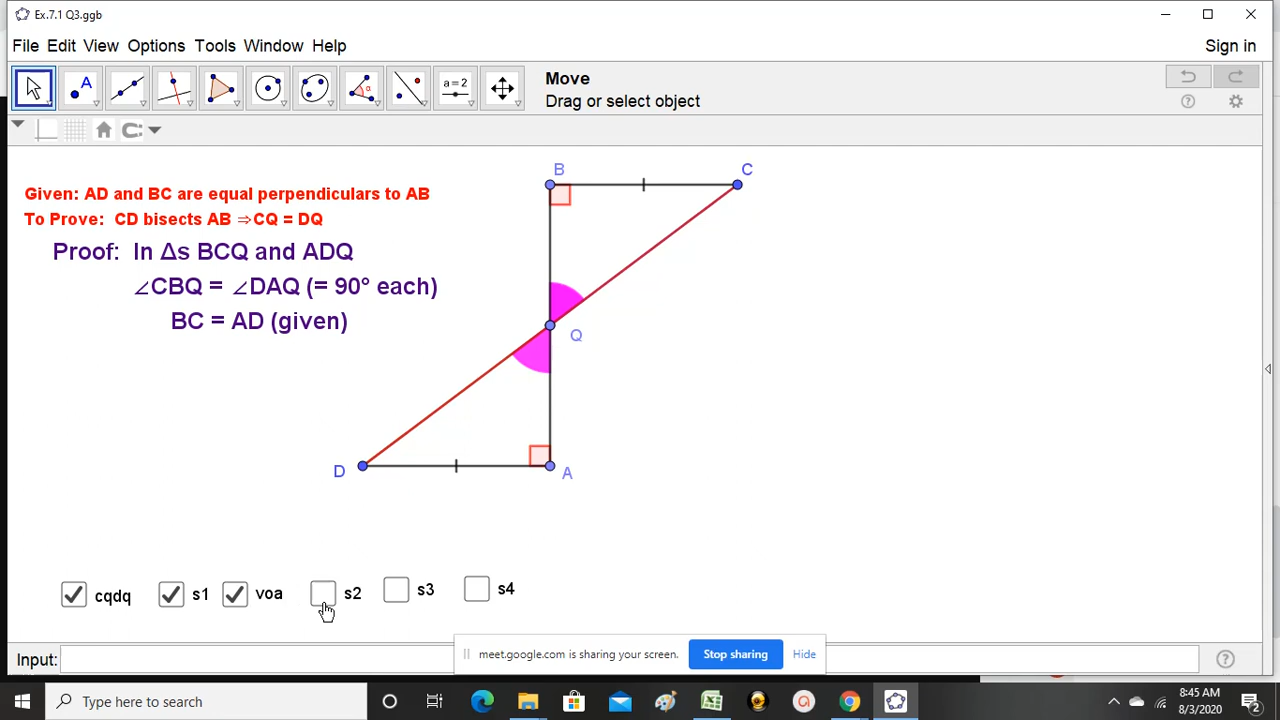 Ex.7.1 Q3.ggb
File Edit View Options Tools Window Help
Sign in
A
α
a=2
Move
Drag or select object
Given: AD and BC are equal perpendiculars to AB
To Prove: CD bisects AB ⇒CQ = DQ
Proof: In Δs BCQ and ADQ
∠CBQ = ∠DAQ (= 90° each)
BC = AD (given)
B
C
Q
D
A
cqdq
s1
voa
s2
s3
s4
Input:
meet.google.com is sharing your screen.
Stop sharing
Hide
Type here to search
8:45 AM
8/3/2020
2